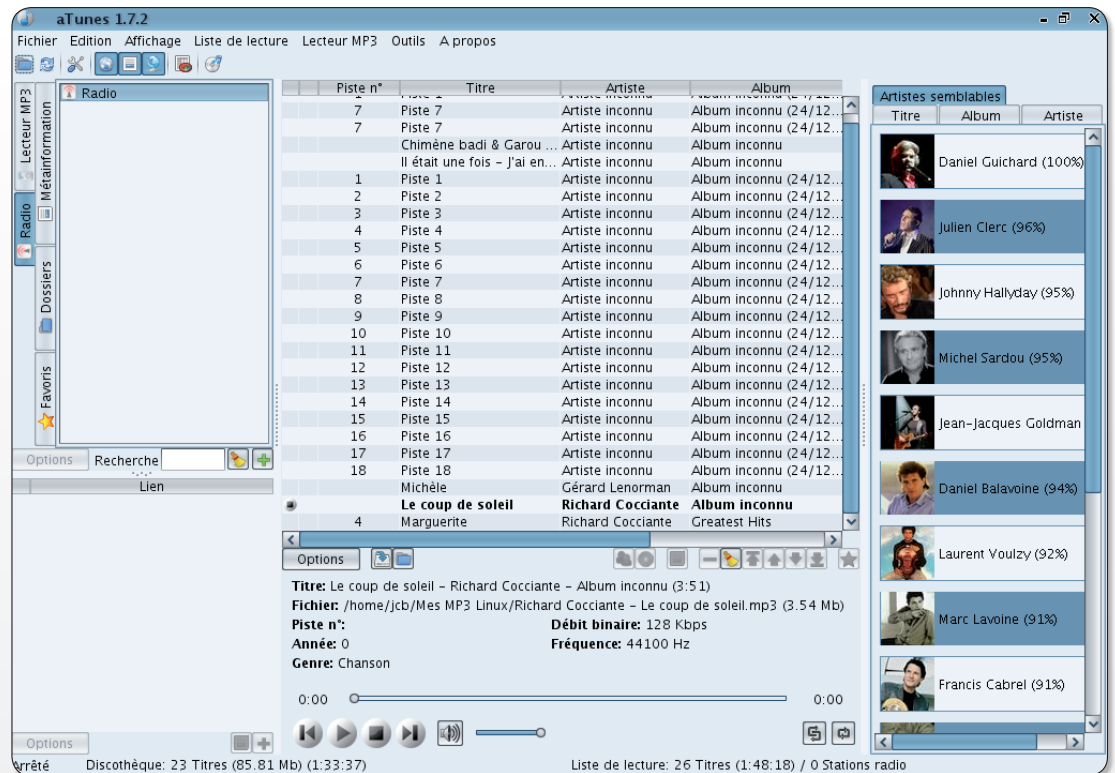 aTunes 1.7.2
Fichier Edition Affichage Liste de lecture Lecteur MP3 Outils A propos
Lecteur MP3
Radio
Métainformation
Dossiers
Favoris
Radio
Options Recherche
Lien
Options
Piste n° Titre Artiste Album
7 Piste 7 Artiste inconnu Album inconnu (24/12...
7 Piste 7 Artiste inconnu Album inconnu (24/12...
Chimène badi & Garou ... Artiste inconnu Album inconnu
Il était une fois – J'ai en... Artiste inconnu Album inconnu
1 Piste 1 Artiste inconnu Album inconnu (24/12...
2 Piste 2 Artiste inconnu Album inconnu (24/12...
3 Piste 3 Artiste inconnu Album inconnu (24/12...
4 Piste 4 Artiste inconnu Album inconnu (24/12...
5 Piste 5 Artiste inconnu Album inconnu (24/12...
6 Piste 6 Artiste inconnu Album inconnu (24/12...
7 Piste 7 Artiste inconnu Album inconnu (24/12...
8 Piste 8 Artiste inconnu Album inconnu (24/12...
9 Piste 9 Artiste inconnu Album inconnu (24/12...
10 Piste 10 Artiste inconnu Album inconnu (24/12...
11 Piste 11 Artiste inconnu Album inconnu (24/12...
12 Piste 12 Artiste inconnu Album inconnu (24/12...
13 Piste 13 Artiste inconnu Album inconnu (24/12...
14 Piste 14 Artiste inconnu Album inconnu (24/12...
15 Piste 15 Artiste inconnu Album inconnu (24/12...
16 Piste 16 Artiste inconnu Album inconnu (24/12...
17 Piste 17 Artiste inconnu Album inconnu (24/12...
18 Piste 18 Artiste inconnu Album inconnu (24/12...
Michèle Gérard Lenorman Album inconnu
Le coup de soleil Richard Cocciante Album inconnu
4 Marguerite Richard Cocciante Greatest Hits
Options
Titre: Le coup de soleil – Richard Cocciante – Album inconnu (3:51)
Fichier: /home/jcb/Mes MP3 Linux/Richard Cocciante – Le coup de soleil.mp3 (3.54 Mb)
Piste n°: Débit binaire: 128 Kbps
Année: 0 Fréquence: 44100 Hz
Genre: Chanson
0:00 0:00
Artistes semblables
Titre Album Artiste
Daniel Guichard (100%)
Julien Clerc (96%)
Johnny Hallyday (95%)
Michel Sardou (95%)
Jean-Jacques Goldman
Daniel Balavoine (94%)
Laurent Voulzy (92%)
Marc Lavoine (91%)
Francis Cabrel (91%)
Arrêté Discothèque: 23 Titres (85.81 Mb) (1:33:37) Liste de lecture: 26 Titres (1:48:18) / 0 Stations radio